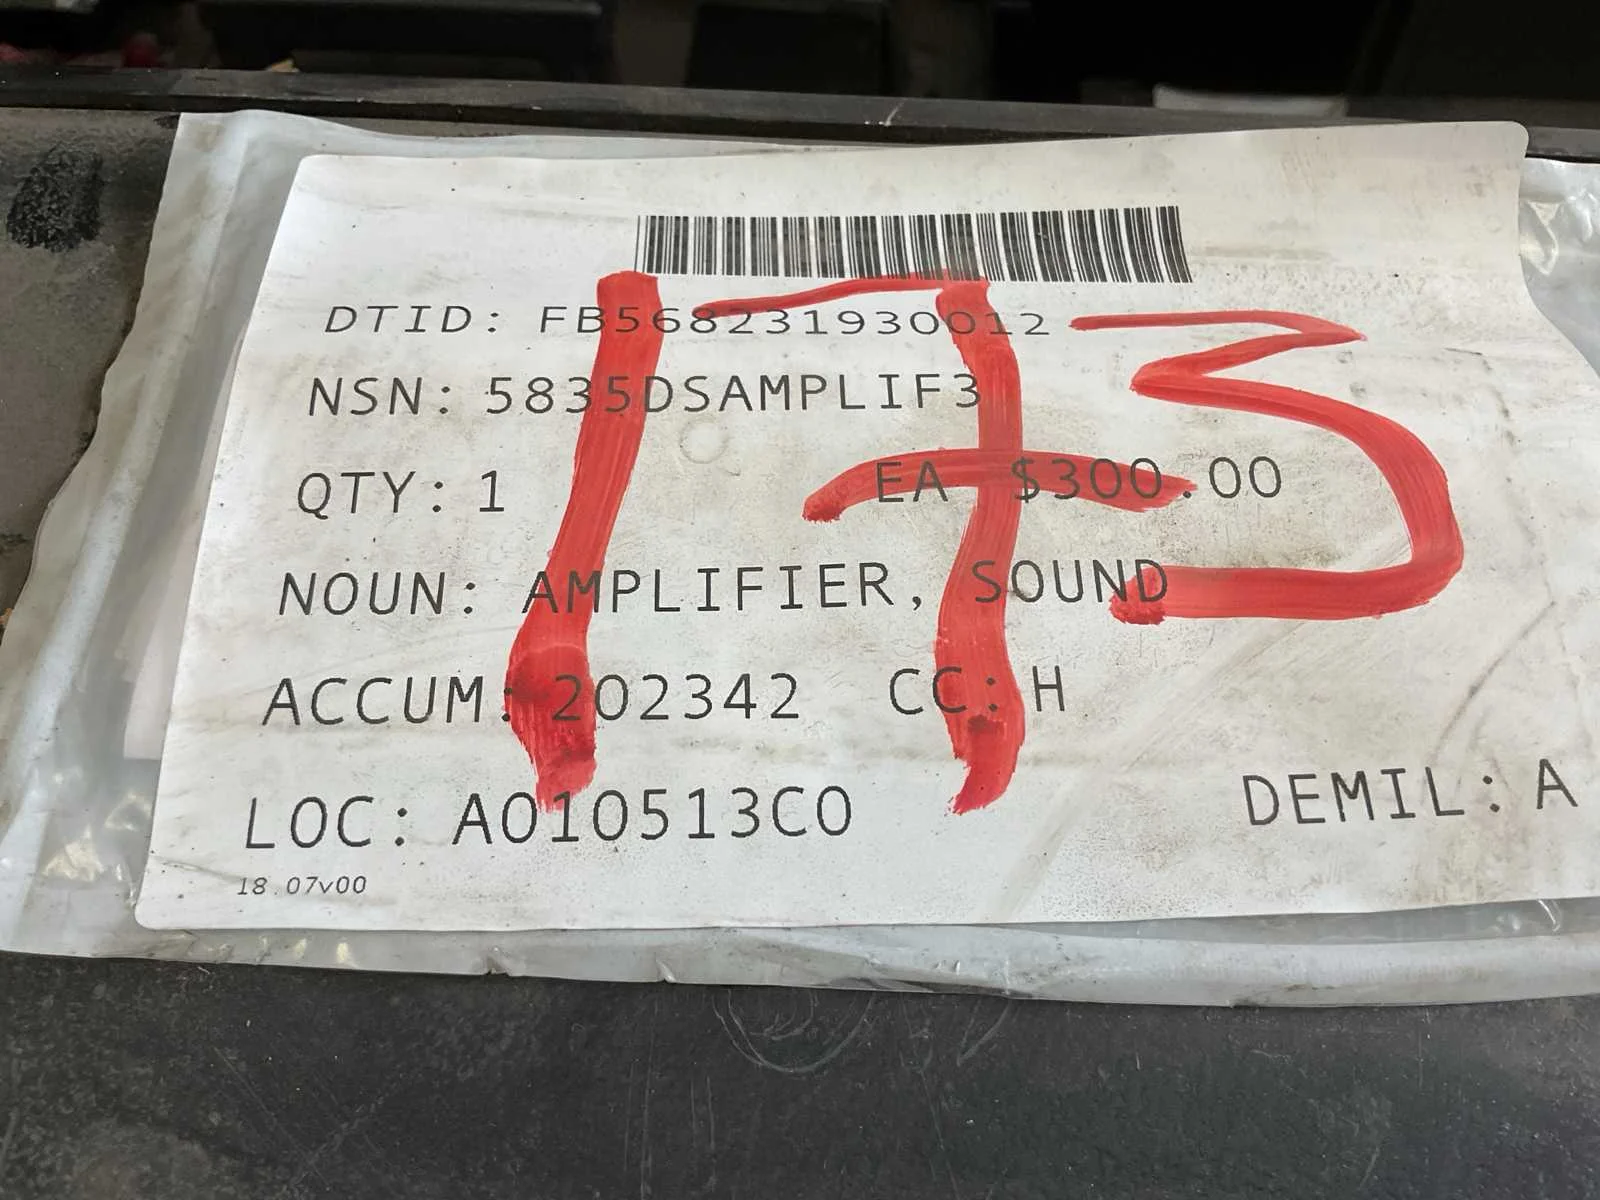 DTID: FB568231930012
NSN: 5835DSAMPLIF3
QTY: 1 EA $300.00
NOUN: AMPLIFIER, SOUND
ACCUM: 202342 CC: H
LOC: A010513C0 DEMIL: A
18.07v00
173